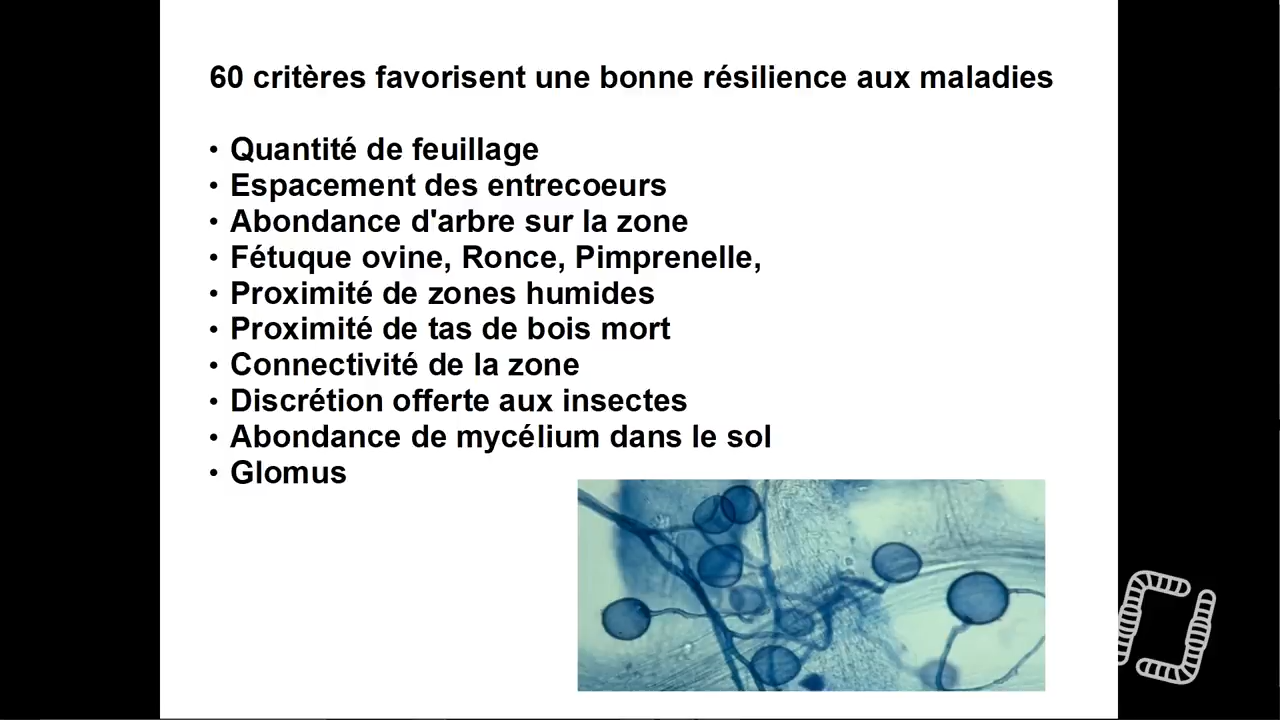 60 critères favorisent une bonne résilience aux maladies
• Quantité de feuillage
• Espacement des entrecoeurs
• Abondance d'arbre sur la zone
• Fétuque ovine, Ronce, Pimprenelle,
• Proximité de zones humides
• Proximité de tas de bois mort
• Connectivité de la zone
• Discrétion offerte aux insectes
• Abondance de mycélium dans le sol
• Glomus